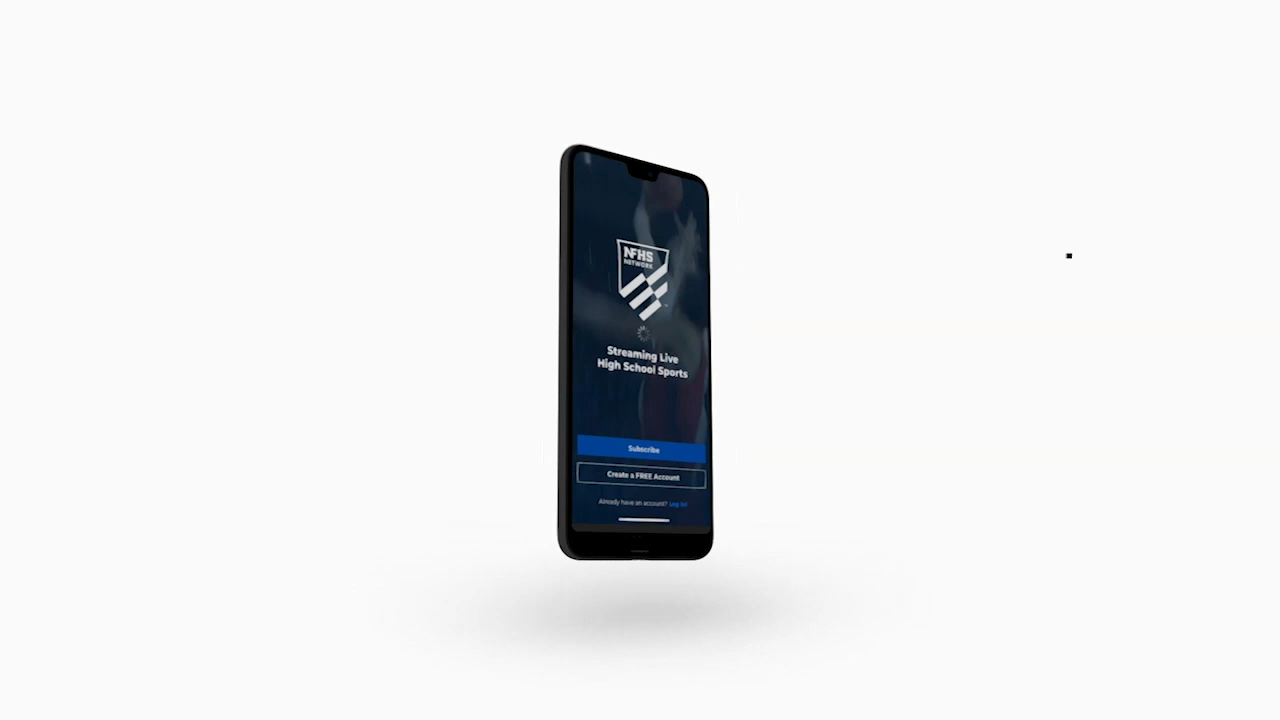 NFHS
NETWORK
Streaming Live
High School Sports
Subscribe
Create a FREE Account
Already have an account? Log In!